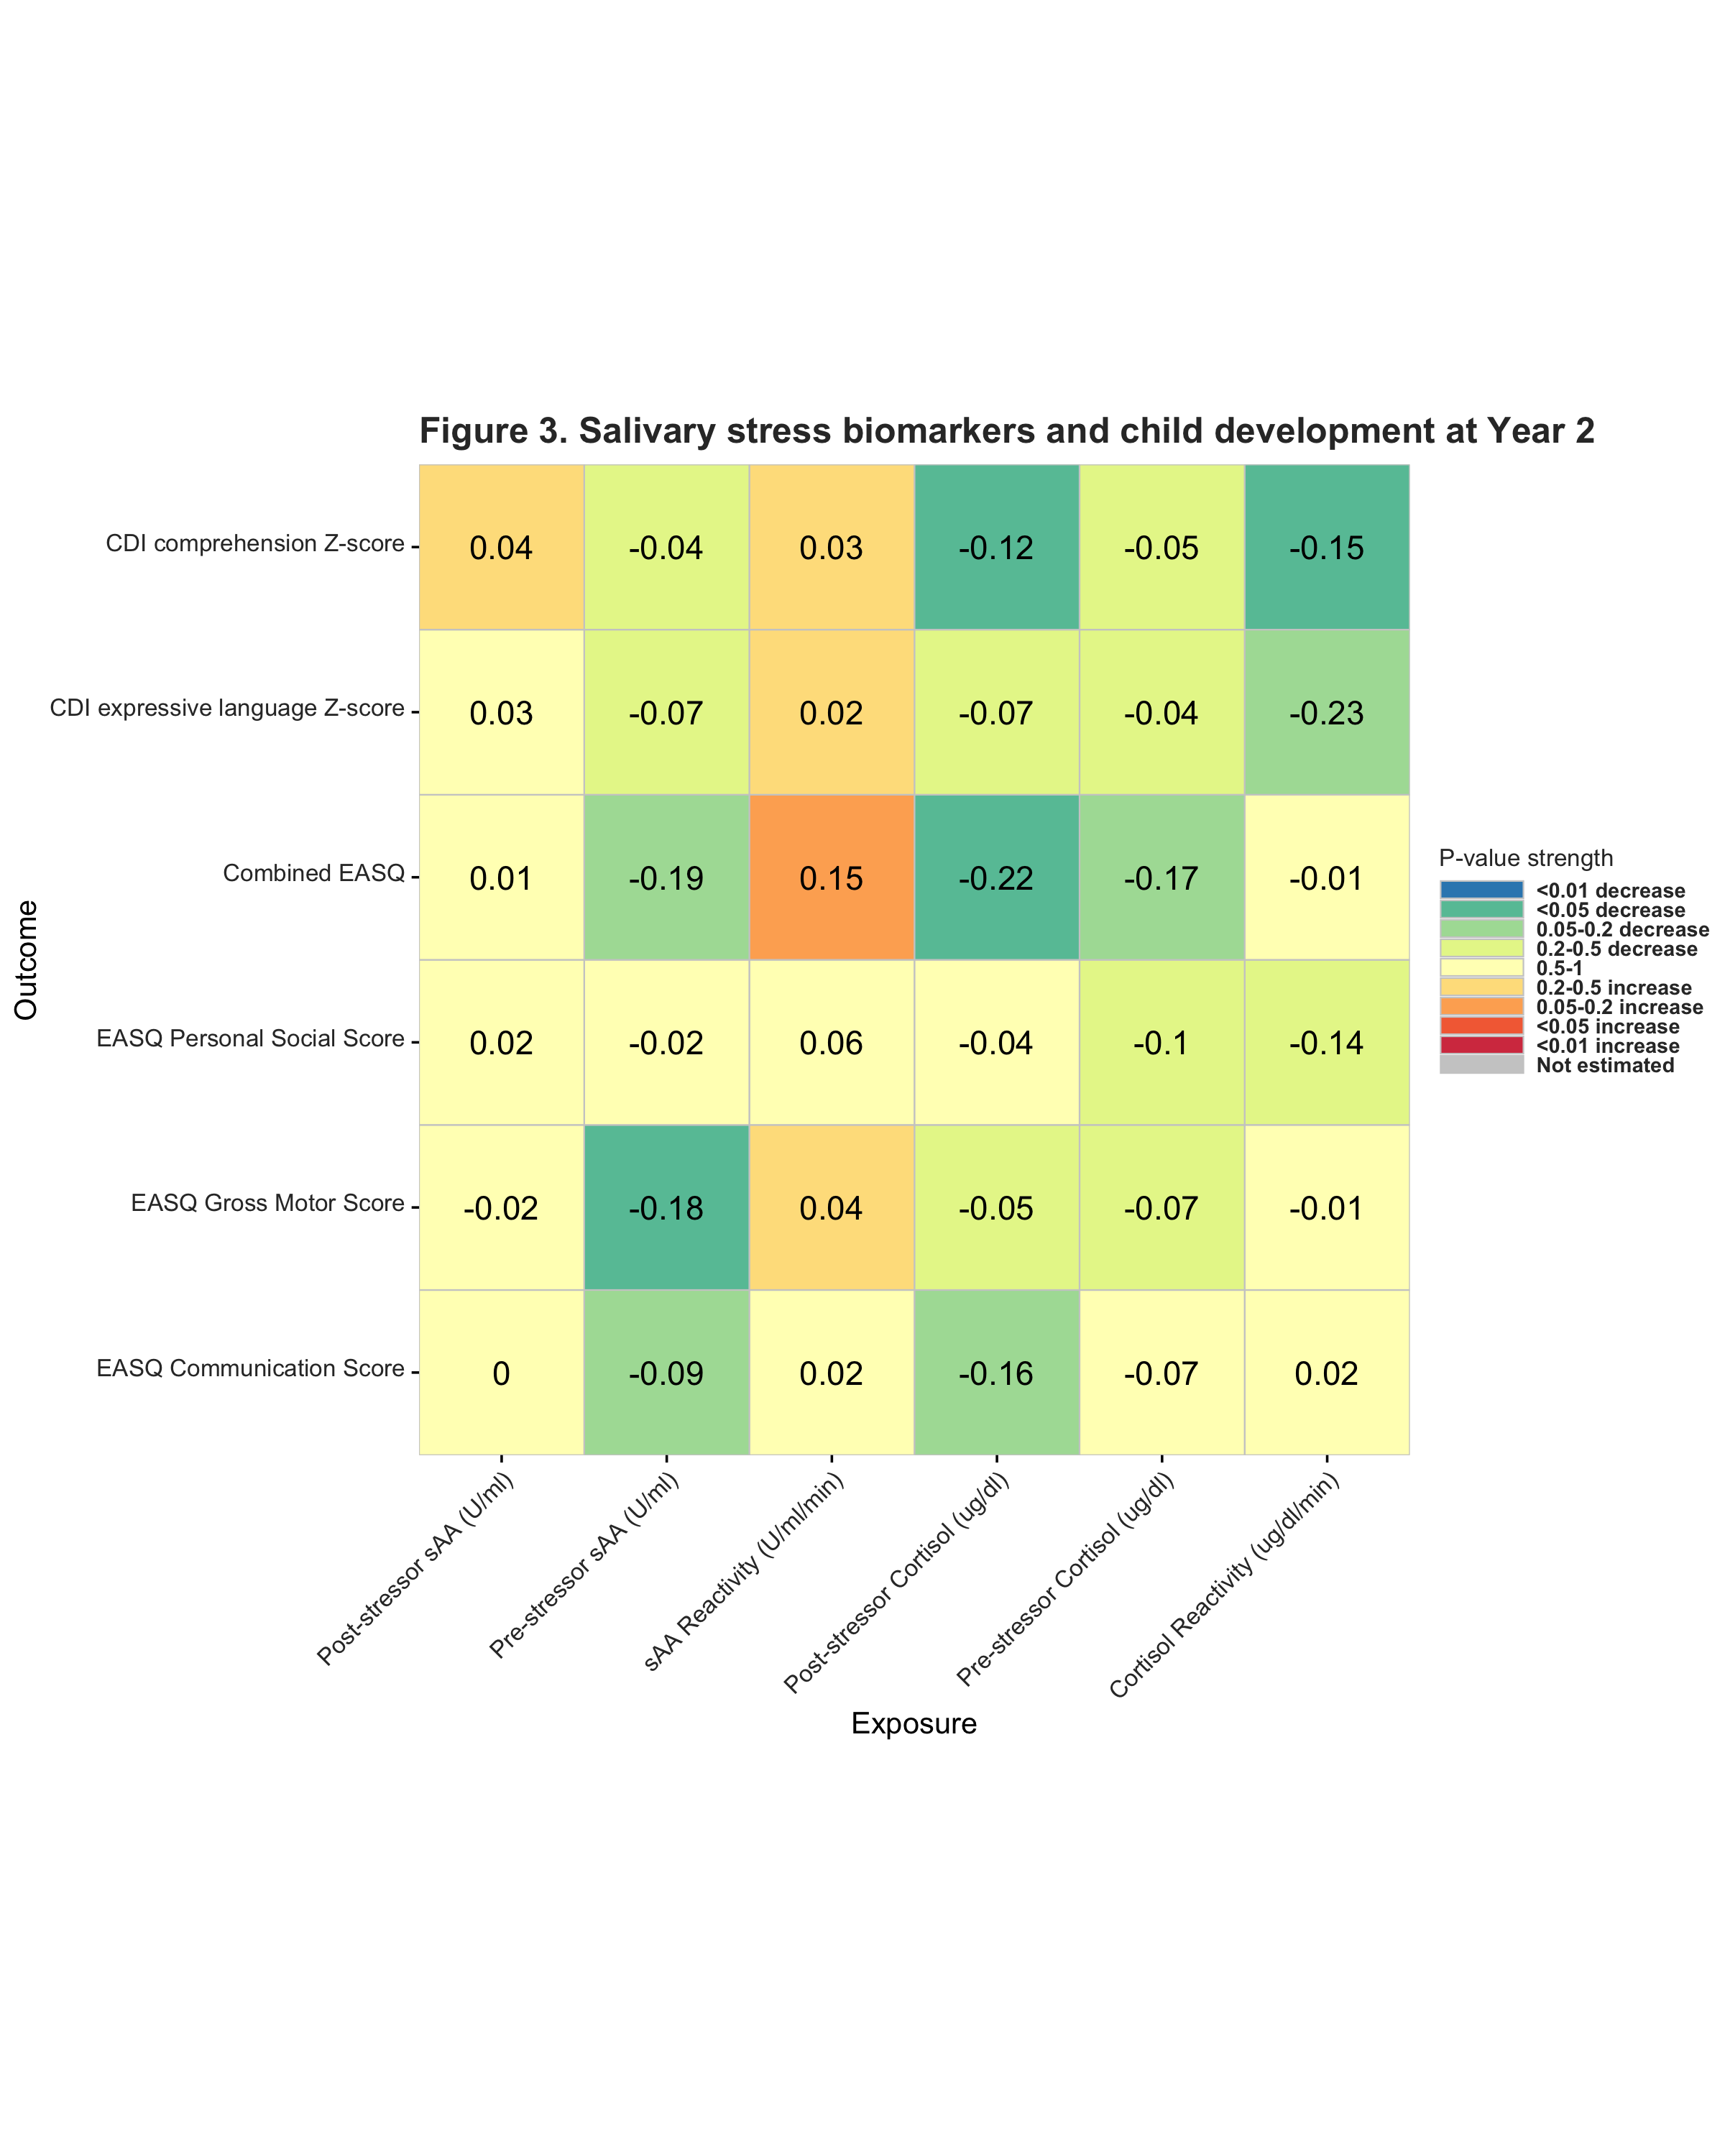 Figure 3. Salivary stress biomarkers and child development at Year 2
CDI comprehension Z-score 0.04 -0.04 0.03 -0.12 -0.05 -0.15
CDI expressive language Z-score 0.03 -0.07 0.02 -0.07 -0.04 -0.23
Combined EASQ 0.01 -0.19 0.15 -0.22 -0.17 -0.01
EASQ Personal Social Score 0.02 -0.02 0.06 -0.04 -0.1 -0.14
EASQ Gross Motor Score -0.02 -0.18 0.04 -0.05 -0.07 -0.01
EASQ Communication Score 0 -0.09 0.02 -0.16 -0.07 0.02
Outcome
Post-stressor sAA (U/ml)
Pre-stressor sAA (U/ml)
sAA Reactivity (U/ml/min)
Post-stressor Cortisol (ug/dl)
Pre-stressor Cortisol (ug/dl)
Cortisol Reactivity (ug/dl/min)
Exposure
P-value strength
<0.01 decrease
<0.05 decrease
0.05-0.2 decrease
0.2-0.5 decrease
0.5-1
0.2-0.5 increase
0.05-0.2 increase
<0.05 increase
<0.01 increase
Not estimated